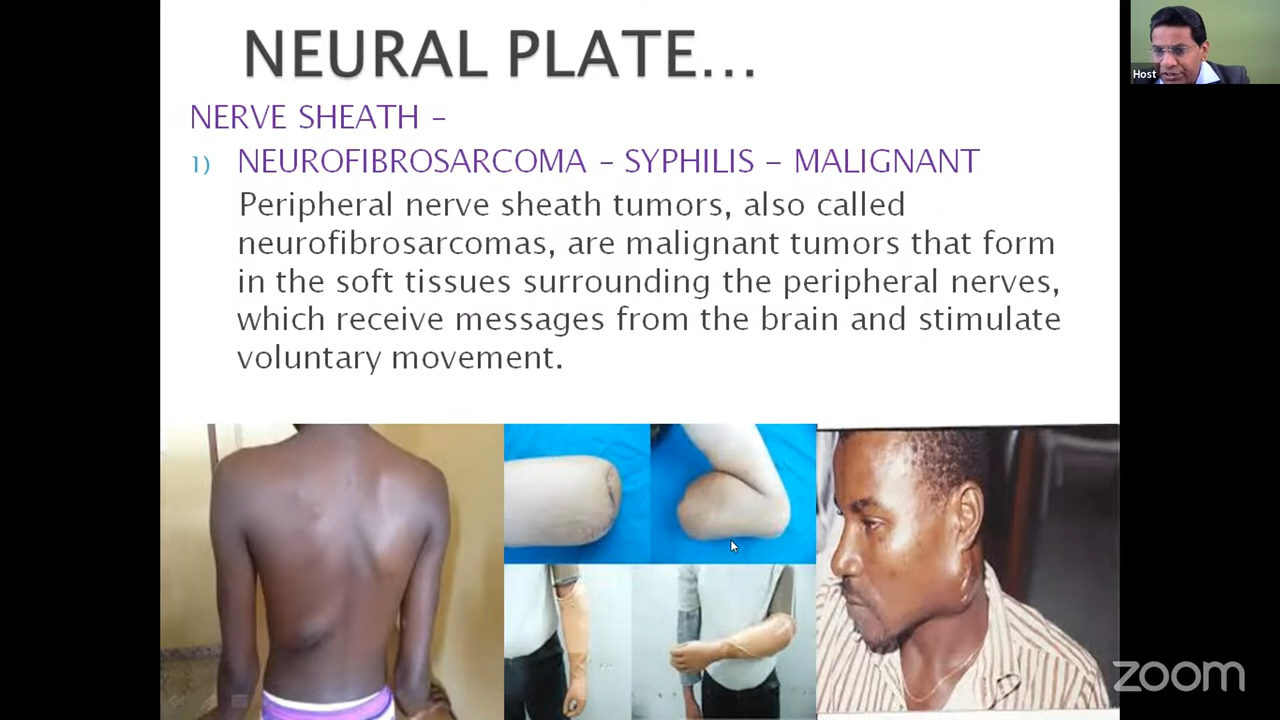 NEURAL PLATE...
Host
NERVE SHEATH –
1) NEUROFIBROSARCOMA – SYPHILIS – MALIGNANT
Peripheral nerve sheath tumors, also called
neurofibrosarcomas, are malignant tumors that form
in the soft tissues surrounding the peripheral nerves,
which receive messages from the brain and stimulate
voluntary movement.
zoom